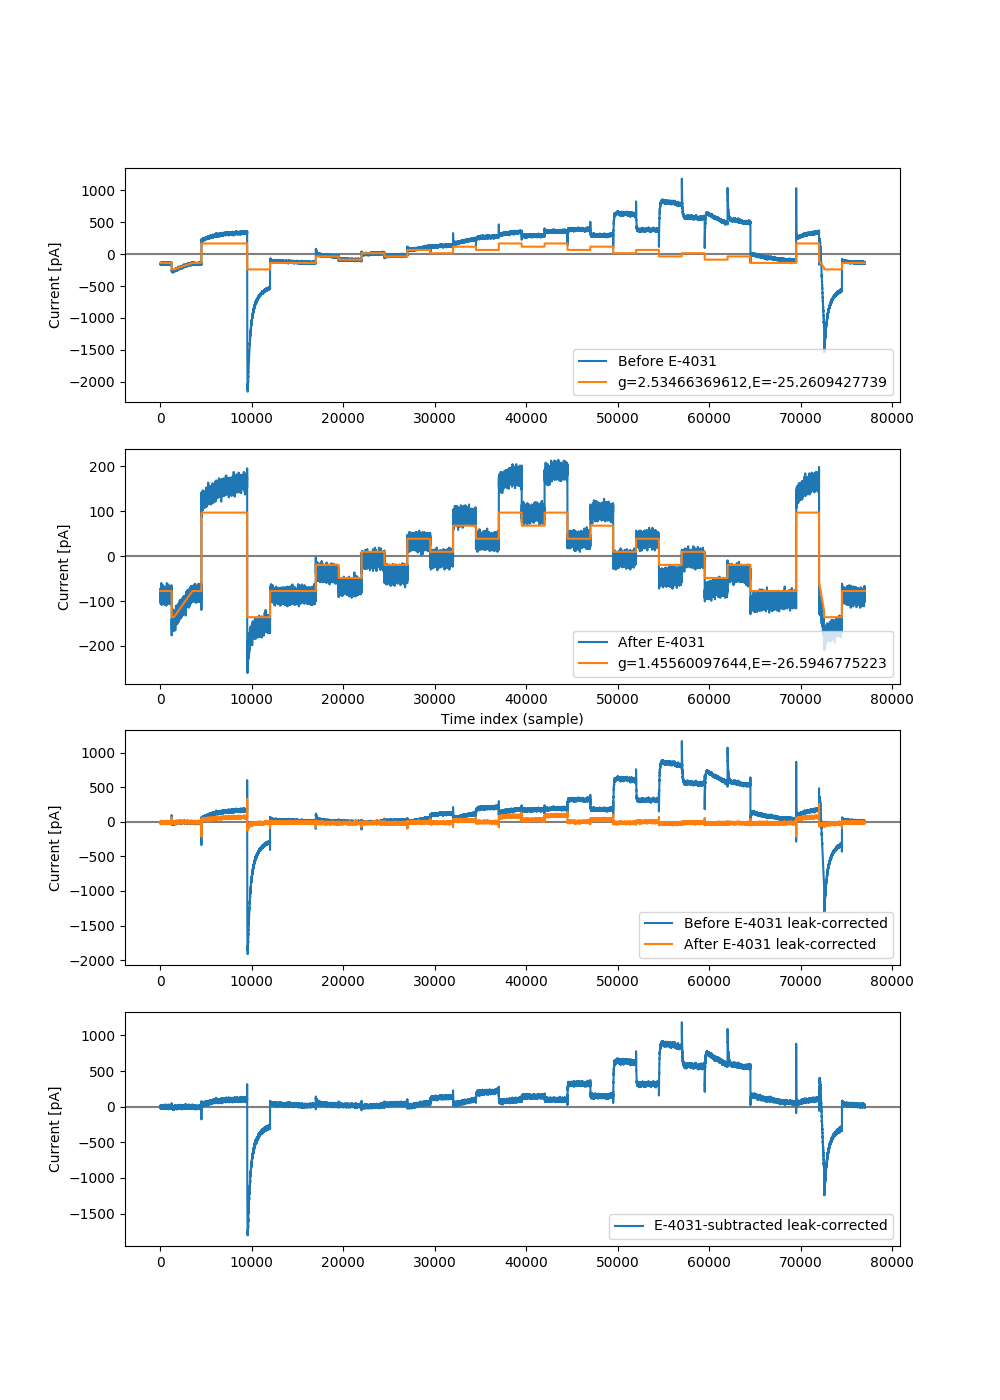 Current [pA]
1000
500
0
−500
−1000
−1500
−2000
Before E-4031
g=2.53466369612,E=-25.2609427739
0 10000 20000 30000 40000 50000 60000 70000 80000
Current [pA]
200
100
0
−100
−200
After E-4031
g=1.45560097644,E=-26.5946775223
0 10000 20000 30000 40000 50000 60000 70000 80000
Time index (sample)
Current [pA]
1000
500
0
−500
−1000
−1500
−2000
Before E-4031 leak-corrected
After E-4031 leak-corrected
0 10000 20000 30000 40000 50000 60000 70000 80000
Current [pA]
1000
500
0
−500
−1000
−1500
E-4031-subtracted leak-corrected
0 10000 20000 30000 40000 50000 60000 70000 80000